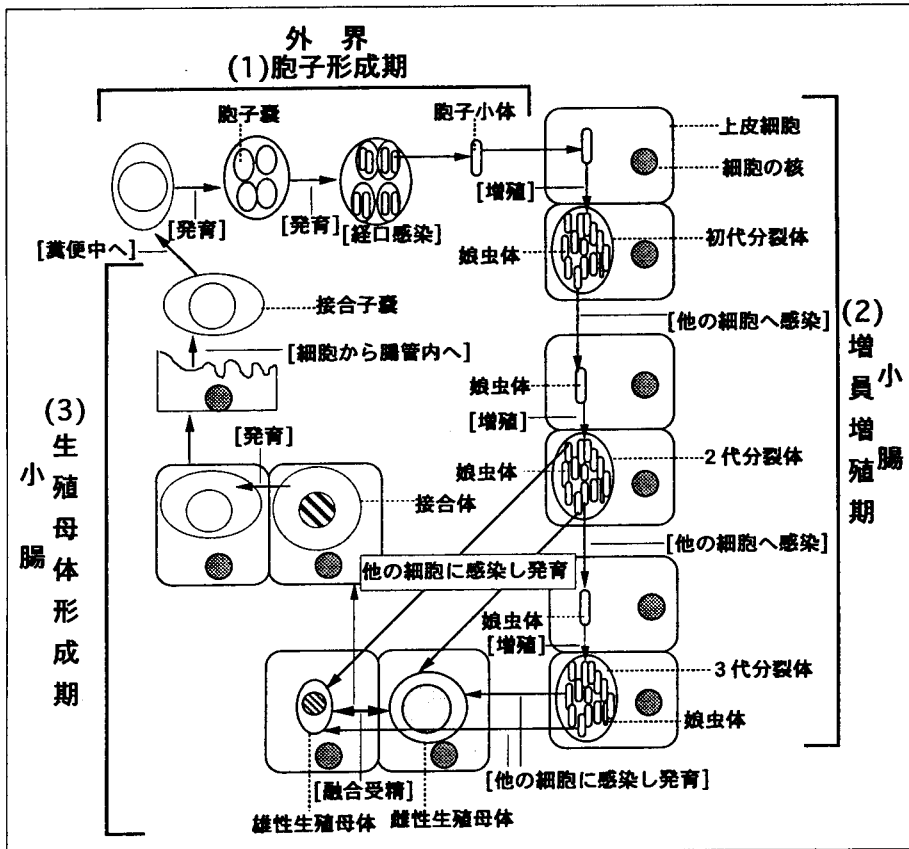 外界
(1)胞子形成期
胞子嚢
胞子小体
[発育]
[発育]
[経口感染]
[糞便中へ]
上皮細胞
細胞の核
[増殖]
娘虫体
初代分裂体
[他の細胞へ感染]
娘虫体
[増殖]
娘虫体
2代分裂体
[他の細胞へ感染]
娘虫体
[増殖]
3代分裂体
娘虫体
(2)増員増殖期
小腸
接合子嚢
[細胞から腸管内へ]
[発育]
接合体
他の細胞に感染し発育
(3)生殖母体形成期
小腸
[融合受精]
[他の細胞に感染し発育]
雄性生殖母体
雌性生殖母体